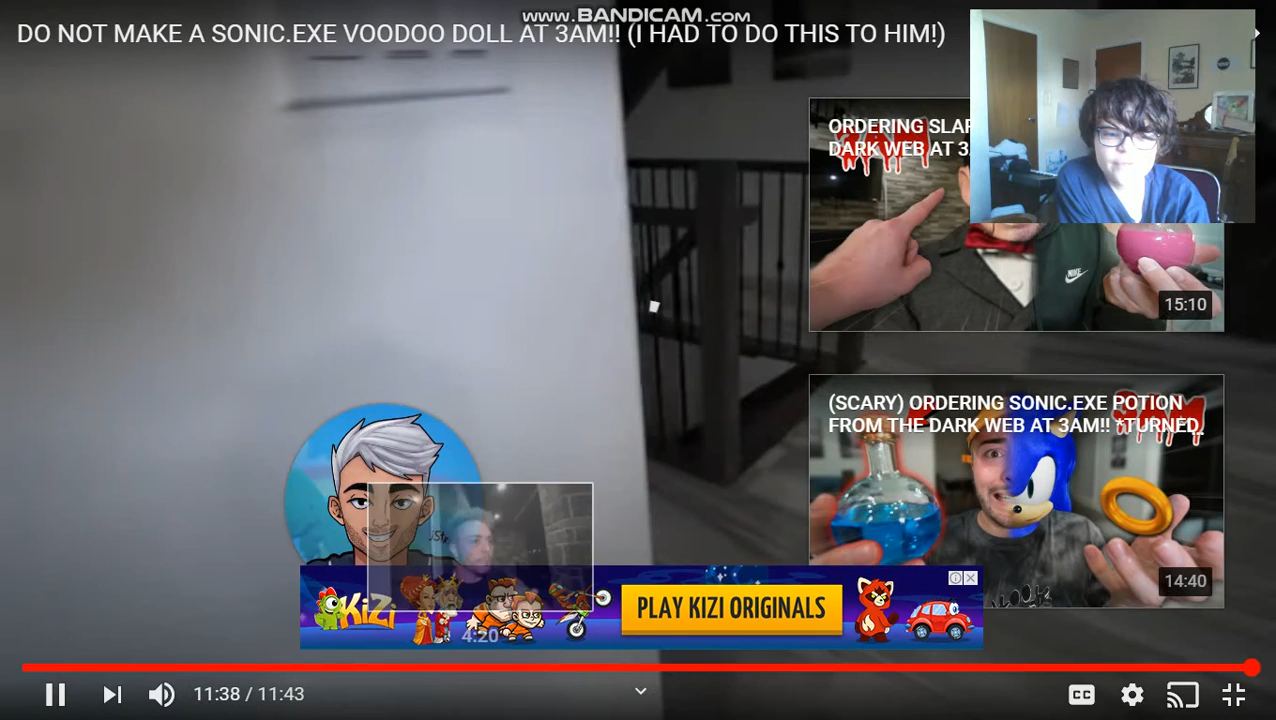 www.BANDICAM.com
DO NOT MAKE A SONIC.EXE VOODOO DOLL AT 3AM!! (I HAD TO DO THIS TO HIM!)
ORDERING SLAP
DARK WEB AT 3
15:10
(SCARY) ORDERING SONIC.EXE POTION
FROM THE DARK WEB AT 3AM!! *TURNED..
3AM
14:40
KIZI
PLAY KIZI ORIGINALS
4:20
11:38 / 11:43
CC